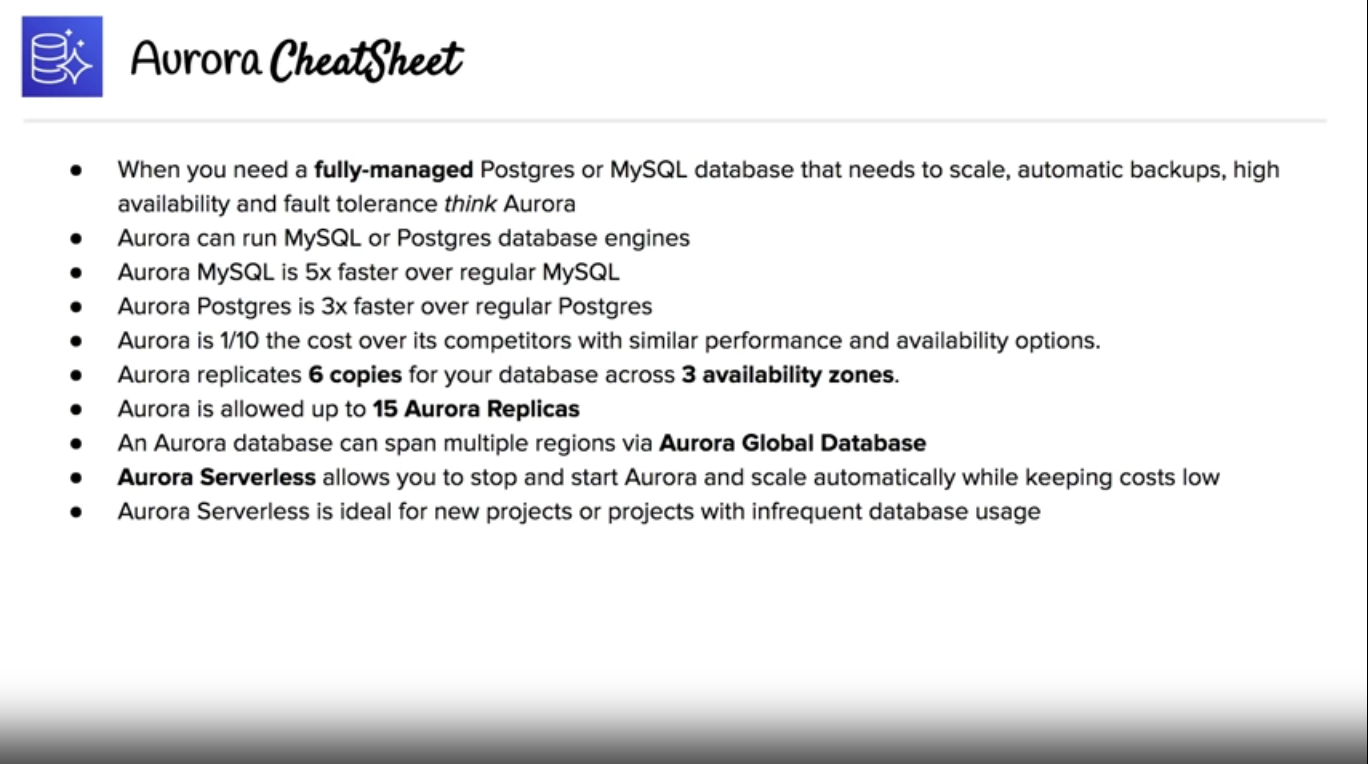 Aurora CheatSheet
● When you need a fully-managed Postgres or MySQL database that needs to scale, automatic backups, high
availability and fault tolerance think Aurora
● Aurora can run MySQL or Postgres database engines
● Aurora MySQL is 5x faster over regular MySQL
● Aurora Postgres is 3x faster over regular Postgres
● Aurora is 1/10 the cost over its competitors with similar performance and availability options.
● Aurora replicates 6 copies for your database across 3 availability zones.
● Aurora is allowed up to 15 Aurora Replicas
● An Aurora database can span multiple regions via Aurora Global Database
● Aurora Serverless allows you to stop and start Aurora and scale automatically while keeping costs low
● Aurora Serverless is ideal for new projects or projects with infrequent database usage